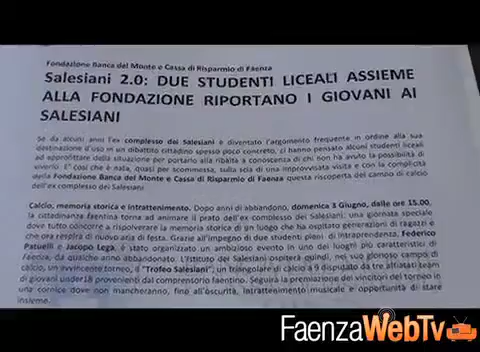 Fondazione Banca del Monte e Cassa di Risparmio di Faenza
Salesiani 2.0: DUE STUDENTI LICEALI ASSIEME
ALLA FONDAZIONE RIPORTANO I GIOVANI AI
SALESIANI
Se da alcuni anni l'ex complesso dei Salesiani è diventato l'argomento frequente in ordine alla sua
destinazione d'uso in un dibattito cittadino spesso poco concreto, ci hanno pensato alcuni studenti liceali
ad approfittare della situazione per portarlo alla ribalta a conoscenza di chi non ha avuto la possibilità di
viverlo. E' così che è nata, quasi per scommessa, sulla scia di una improvvisata visita e con la complicità
della Fondazione Banca del Monte e Cassa di Risparmio di Faenza questa riscoperta del campo di calcio
dell'ex complesso dei Salesiani
Calcio, memoria storica e intrattenimento. Dopo anni di abbandono, domenica 3 Giugno, dalle ore 15.00,
la cittadinanza faentina torna ad animare il prato dell'ex complesso dei Salesiani: una giornata speciale
dove tutto concorre a rispolverare la memoria storica di un luogo che ha ospitato generazioni di ragazzi e
che ora respira di nuovo aria di festa. Grazie all'impegno di due studenti pieni di intraprendenza, Federico
Patuelli e Jacopo Lega, è stato organizzato un ambizioso evento in uno dei luoghi più caratteristici di
Faenza, da qualche anno abbandonato. L'Istituto dei Salesiani ospiterà quindi, nel suo glorioso campo di
calcio, un avvincente torneo, il "Trofeo Salesiani"; un triangolare di calcio a 9 disputato da tre affiatati team
di giovani under18 provenienti dal comprensorio faentino. Seguirà la premiazione dei vincitori del torneo in
una cornice dove non mancheranno, fino all'oscurità, intrattenimento musicale e opportunità di stare
insieme.
FaenzaWebTv